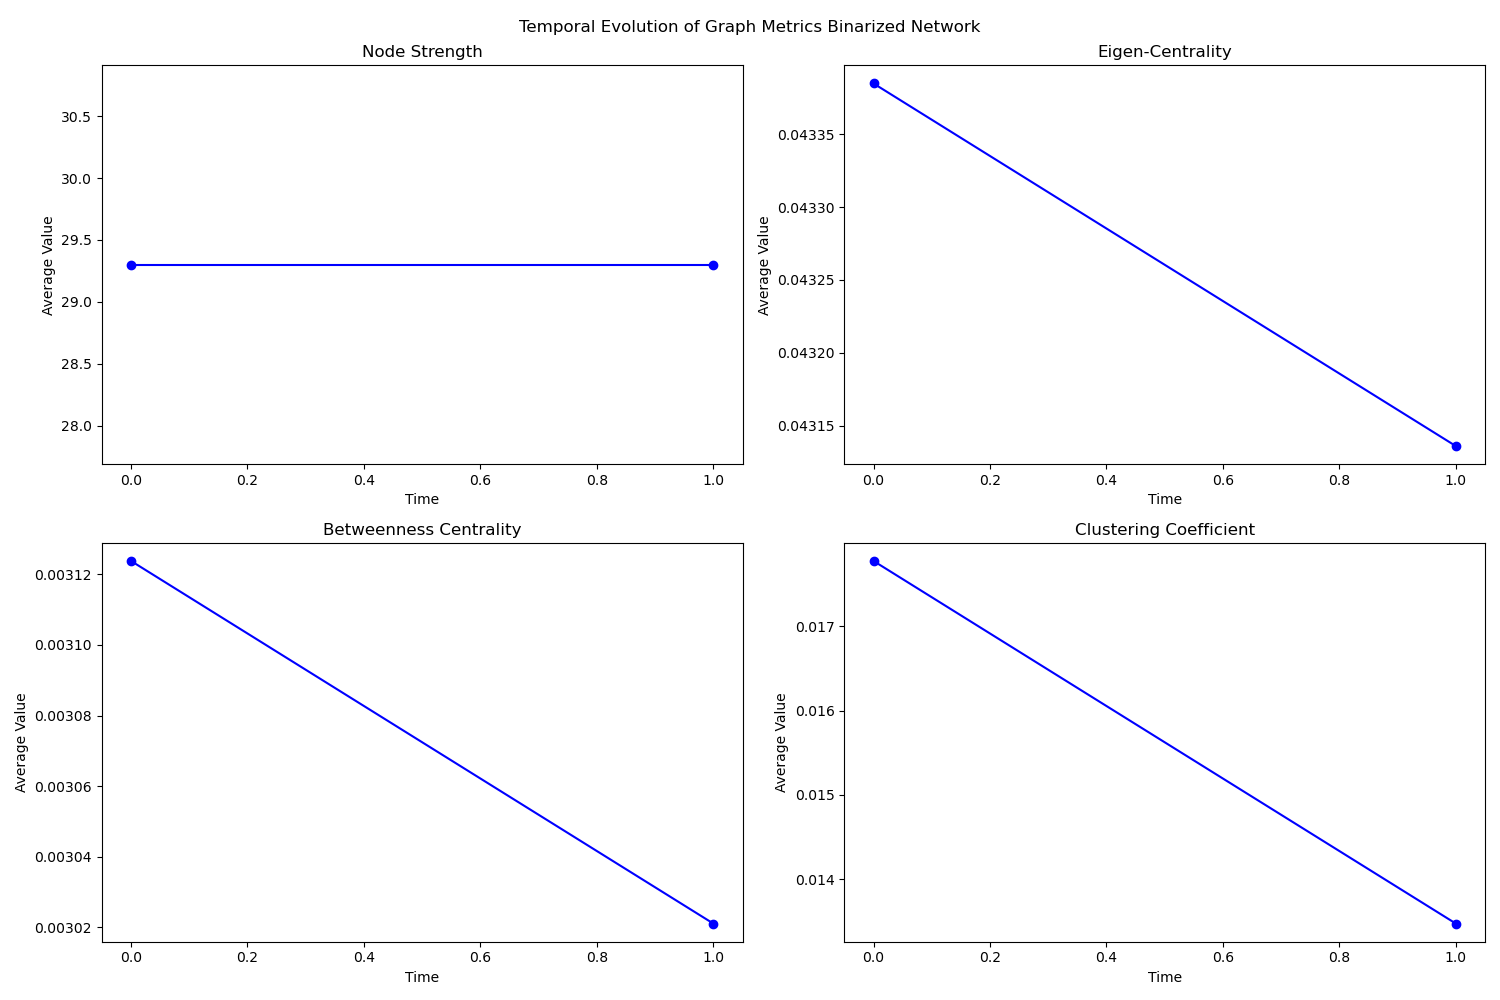 Temporal Evolution of Graph Metrics Binarized Network
Node Strength
30.5
30.0
29.5
29.0
28.5
28.0
Average Value
0.0 0.2 0.4 0.6 0.8 1.0
Time
Eigen-Centrality
0.04335
0.04330
0.04325
0.04320
0.04315
Average Value
0.0 0.2 0.4 0.6 0.8 1.0
Time
Betweenness Centrality
0.00312
0.00310
0.00308
0.00306
0.00304
0.00302
Average Value
0.0 0.2 0.4 0.6 0.8 1.0
Time
Clustering Coefficient
0.017
0.016
0.015
0.014
Average Value
0.0 0.2 0.4 0.6 0.8 1.0
Time